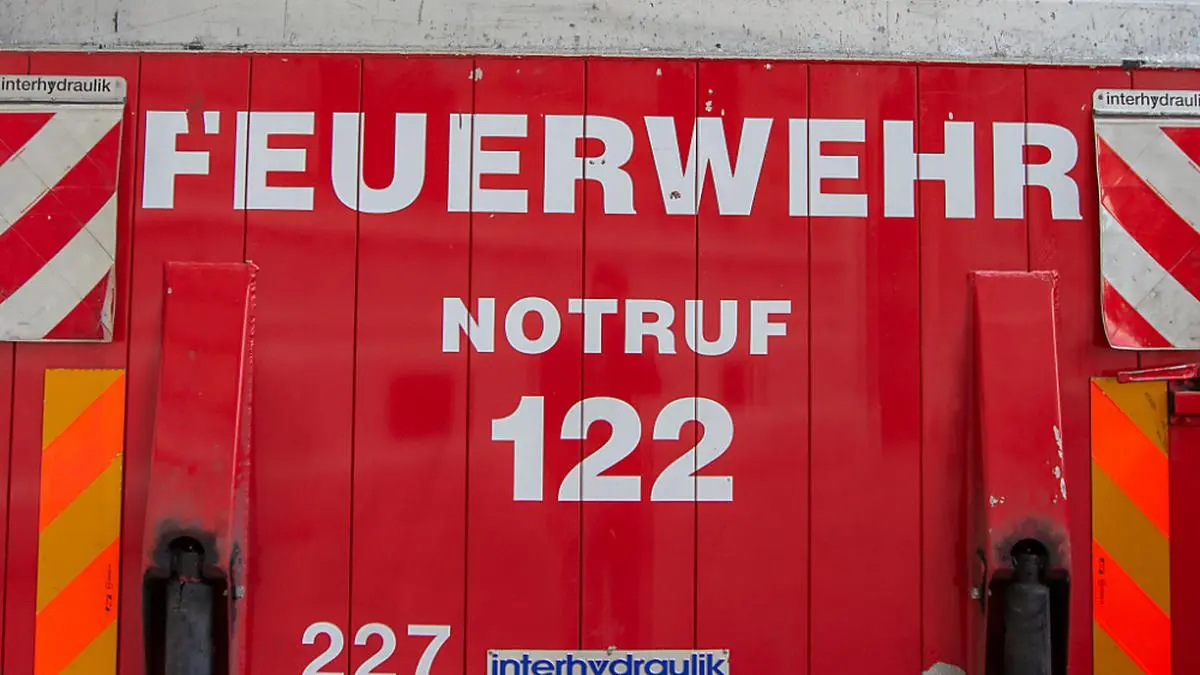 interhydraulik
interhydraulik
FEUERWEHR
NOTRUF
122
227
interhydraulik